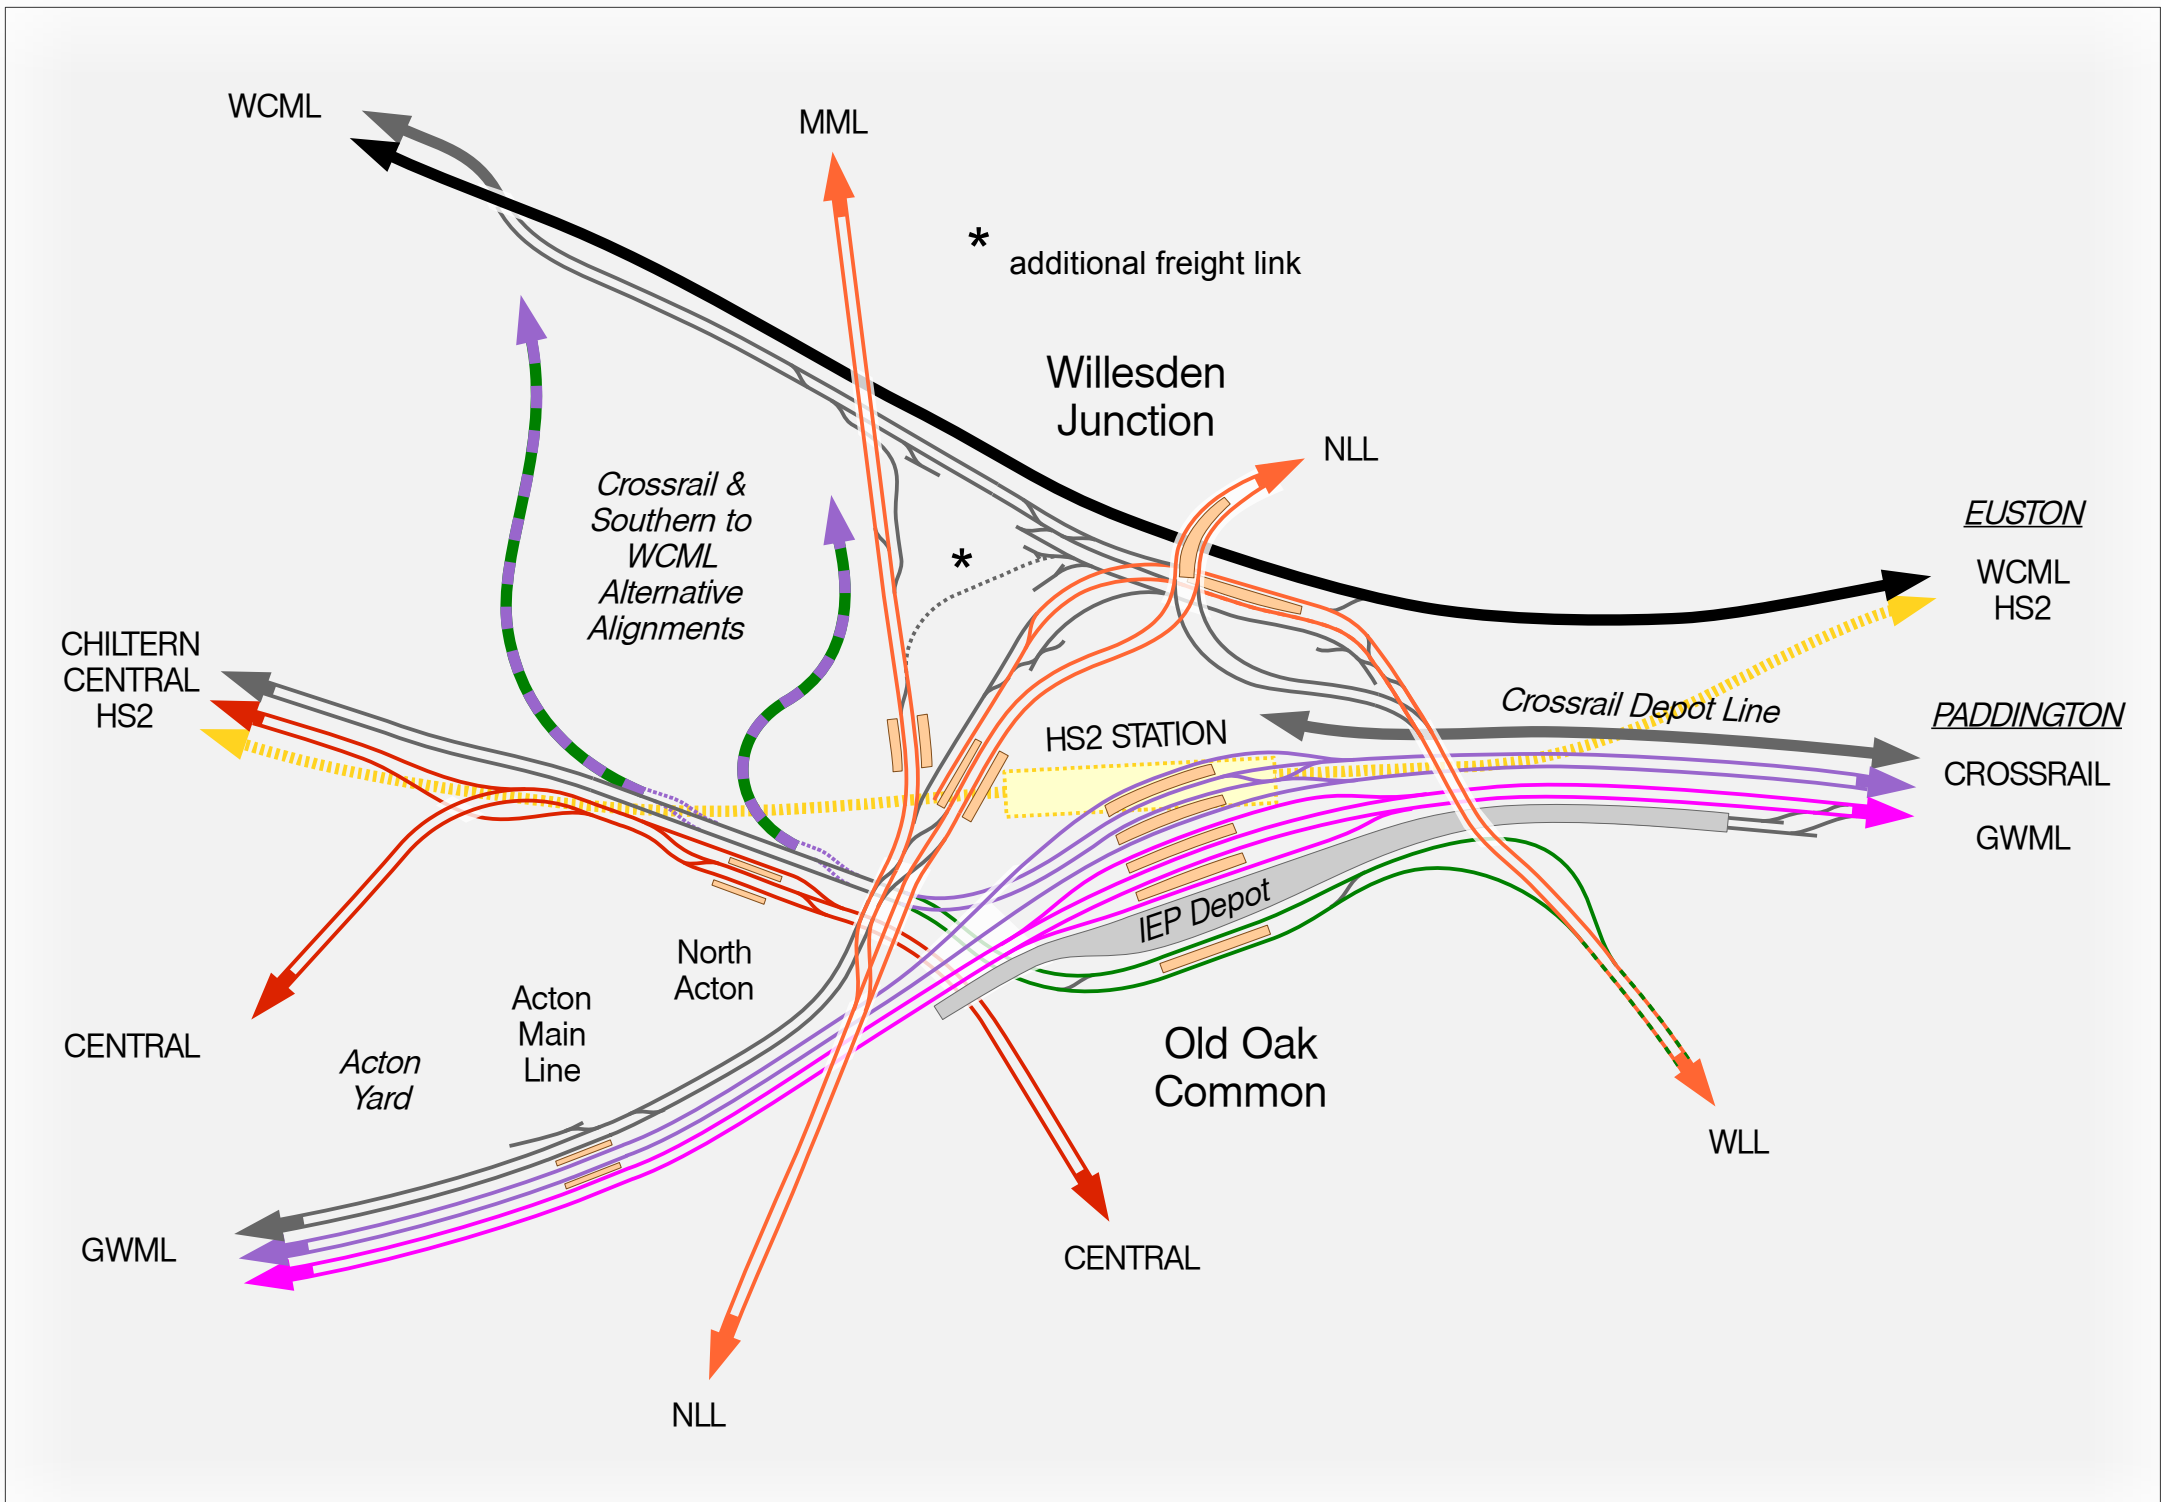 WCML
MML
*
additional freight link
Willesden
Junction
NLL
Crossrail &
Southern to
WCML
Alternative
Alignments
*
EUSTON
WCML
HS2
CHILTERN
CENTRAL
HS2
Crossrail Depot Line
PADDINGTON
HS2 STATION
CROSSRAIL
GWML
IEP Depot
North
Acton
Acton
Main
Line
CENTRAL
Acton
Yard
Old Oak
Common
WLL
GWML
CENTRAL
NLL